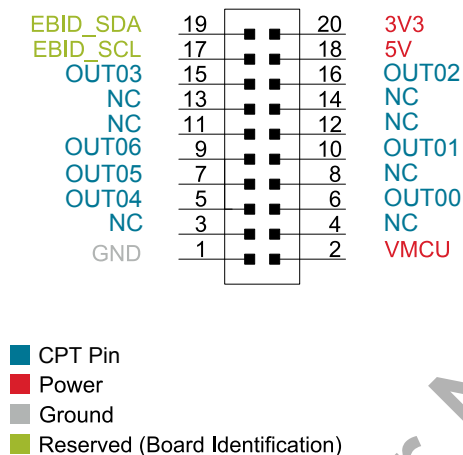 EBID_SDA 19 20 3V3
EBID_SCL 17 18 5V
OUT03 15 16 OUT02
NC 13 14 NC
NC 11 12 NC
OUT06 9 10 OUT01
OUT05 7 8 NC
OUT04 5 6 OUT00
NC 3 4 NC
GND 1 2 VMCU
CPT Pin
Power
Ground
Reserved (Board Identification)